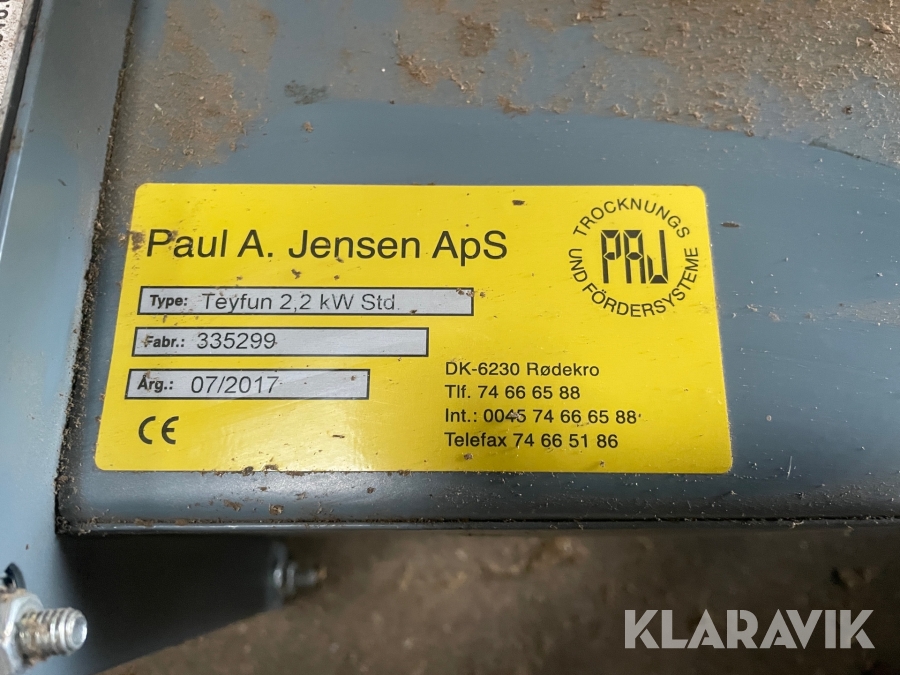 Paul A. Jensen ApS
TROCKNUNGS
UND FÖRDERSYSTEME
PAJ
Type: Teyfun 2,2 kW Std.
Fabr.: 335299
Årg.: 07/2017
DK-6230 Rødekro
Tlf. 74 66 65 88
Int.: 0045 74 66 65 88
Telefax 74 66 51 86
CE
KLARAVIK